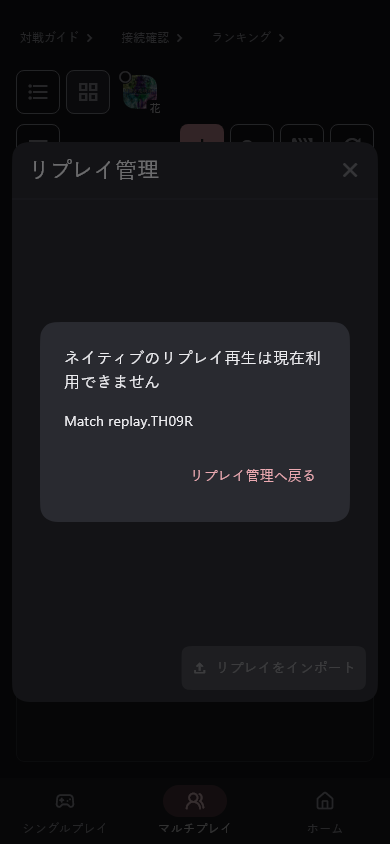 対戦ガイド
接続確認
ランキング
花
リプレイ管理
ネイティブのリプレイ再生は現在利
用できません
Match replay.TH09R
リプレイ管理へ戻る
リプレイをインポート
シングルプレイ
マルチプレイ
ホーム